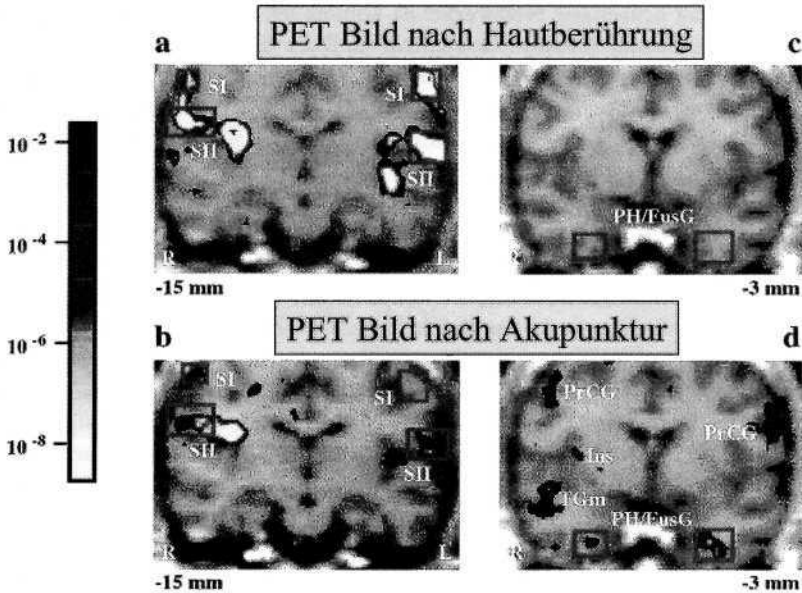 PET Bild nach Hautberührung
a
c
SI
SI
SII
SII
R
L
PH/FusG
R
-15 mm
-3 mm
10⁻²
10⁻⁴
10⁻⁶
10⁻⁸
PET Bild nach Akupunktur
b
d
SI
SI
SII
SII
R
L
PrCG
PrCG
Ins
TGm
PH/FusG
R
-15 mm
-3 mm